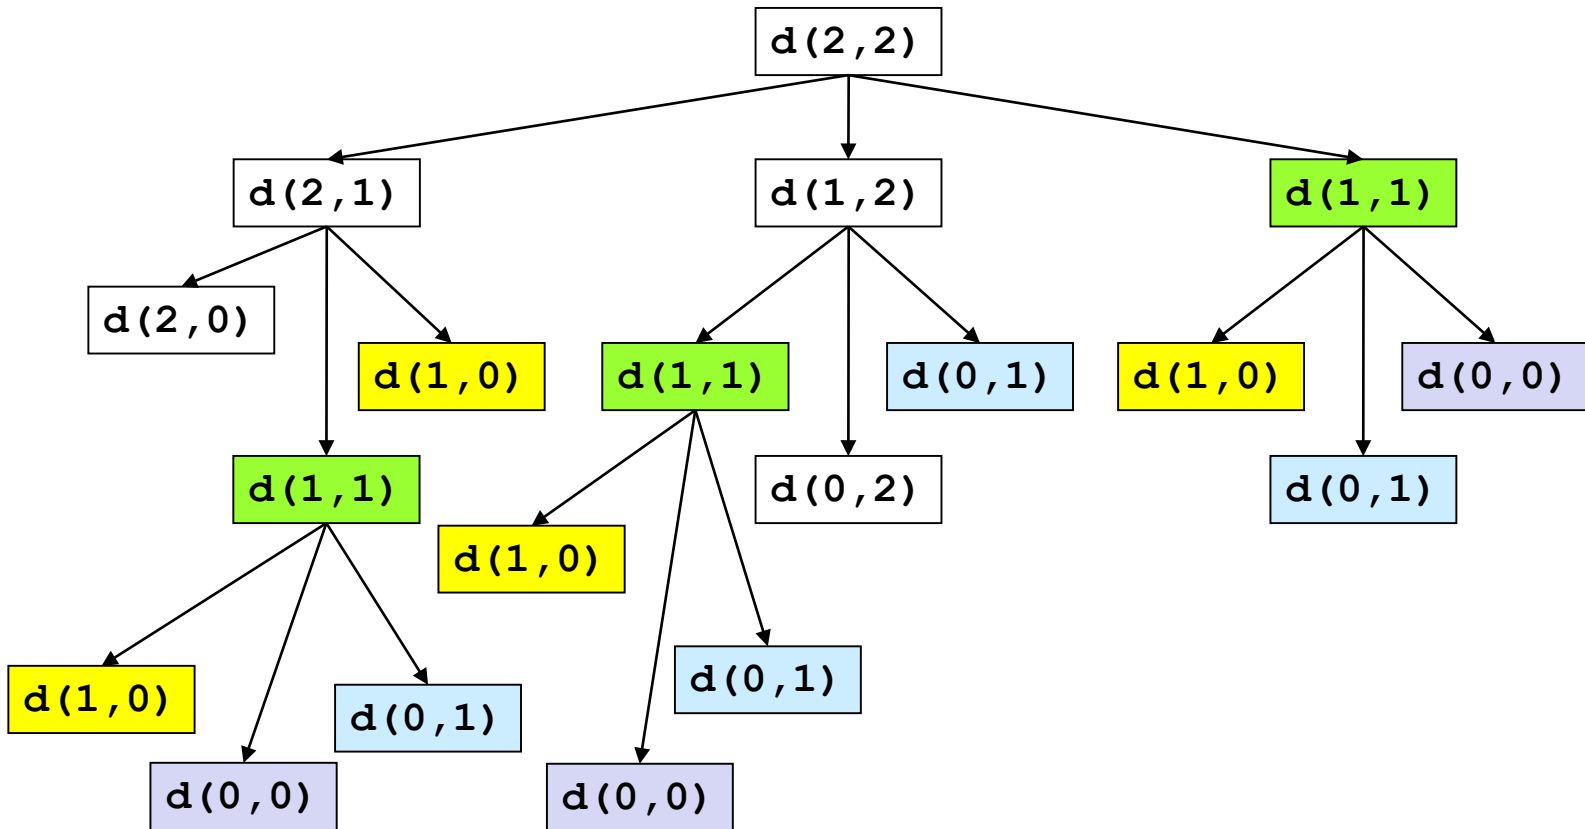 d(2,2)
d(2,1)
d(1,2)
d(1,1)
d(2,0)
d(1,0)
d(1,1)
d(0,1)
d(1,0)
d(0,0)
d(1,1)
d(0,2)
d(0,1)
d(1,0)
d(0,1)
d(1,0)
d(0,1)
d(0,0)
d(0,0)